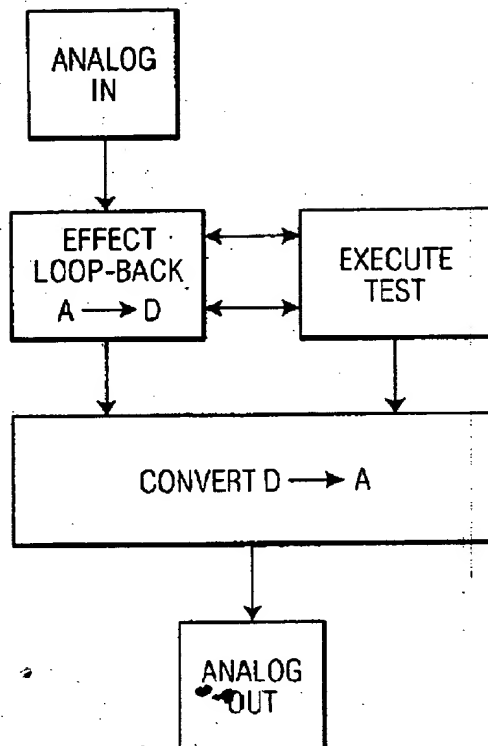 ANALOG
IN
EFFECT
LOOP-BACK
A → D
EXECUTE
TEST
CONVERT D → A
ANALOG
OUT